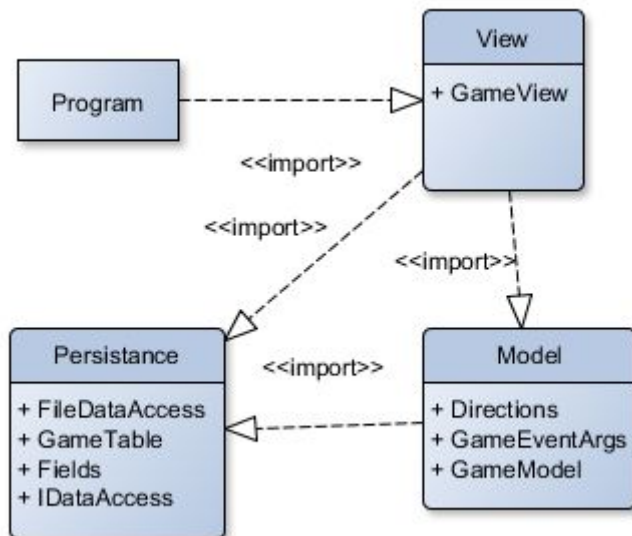 View
Program
+ GameView
<<import>>
<<import>>
<<import>>
Persistance
Model
<<import>>
+ FileDataAccess
+ GameTable
+ Fields
+ IDataAccess
+ Directions
+ GameEventArgs
+ GameModel